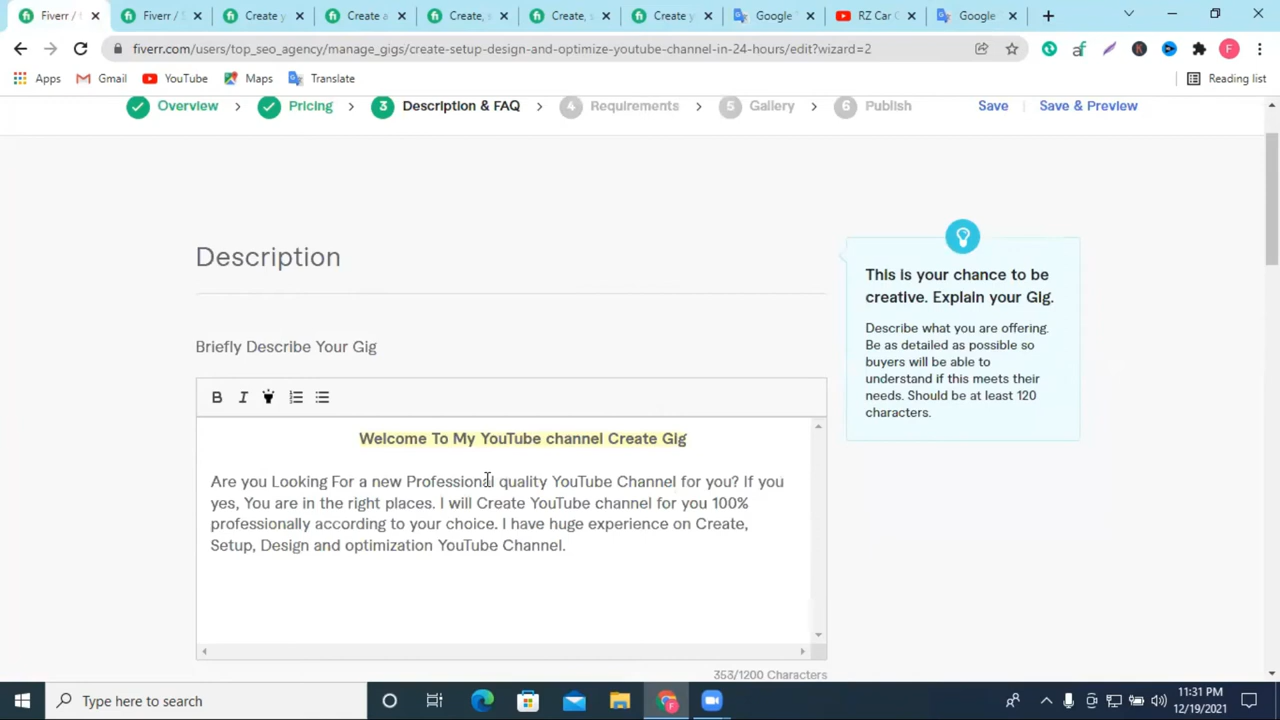 Fiverr /
Fiverr / S
Create y
Create a
Create, s
Create, s
Create y
Google
RZ Car C
Google
fiverr.com/users/top_seo_agency/manage_gigs/create-setup-design-and-optimize-youtube-channel-in-24-hours/edit?wizard=2
Apps
Gmail
YouTube
Maps
Translate
Reading list
Overview
Pricing
3 Description & FAQ
4 Requirements
5 Gallery
6 Publish
Save
Save & Preview
Description
Briefly Describe Your Gig
Welcome To My YouTube channel Create Gig
Are you Looking For a new Professional quality YouTube Channel for you? If you
yes, You are in the right places. I will Create YouTube channel for you 100%
professionally according to your choice. I have huge experience on Create,
Setup, Design and optimization YouTube Channel.
353/1200 Characters
This is your chance to be
creative. Explain your Gig.
Describe what you are offering.
Be as detailed as possible so
buyers will be able to
understand if this meets their
needs. Should be at least 120
characters.
Type here to search
11:31 PM
12/19/2021